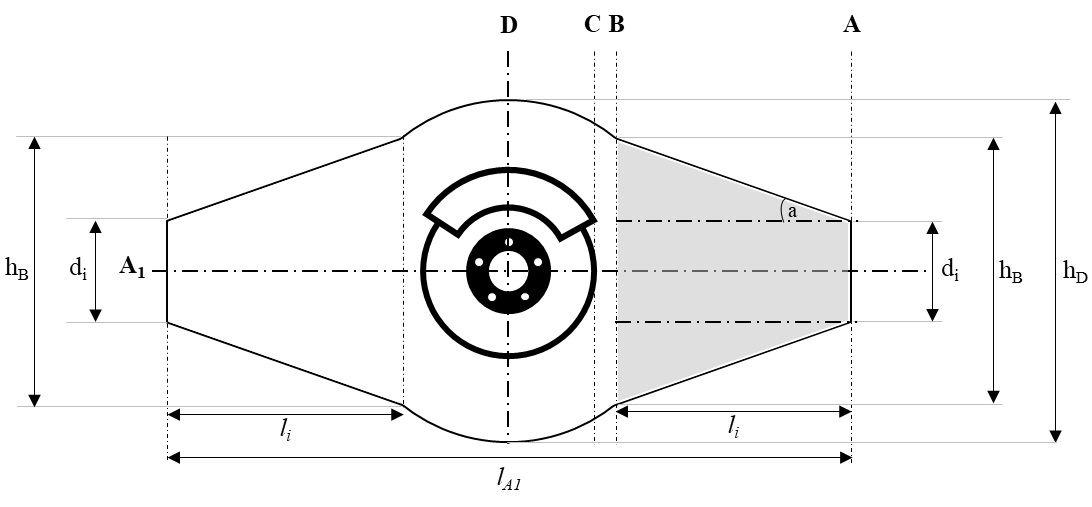 D C B A
a
h_B d_i A_1 d_i h_B h_D
l_i l_i
l_A1